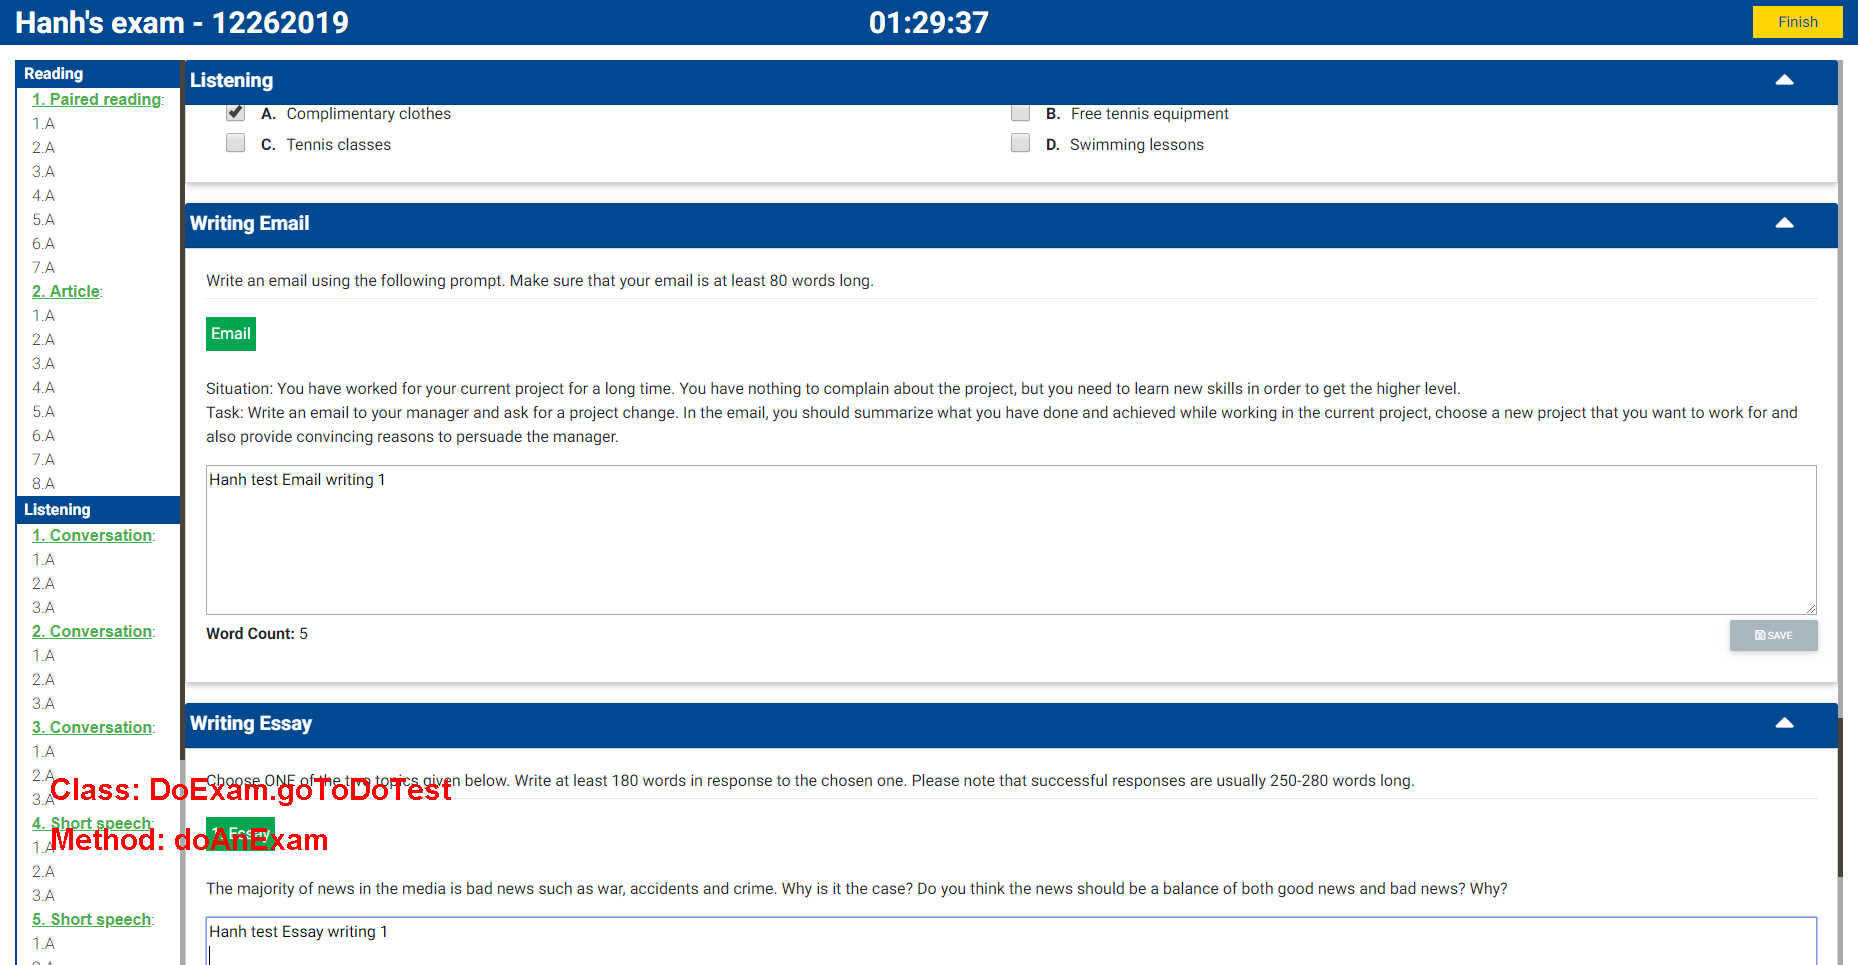 Hanh's exam - 12262019
01:29:37
Finish
Reading
1. Paired reading:
1.A
2.A
3.A
4.A
5.A
6.A
7.A
2. Article:
1.A
2.A
3.A
4.A
5.A
6.A
7.A
8.A
Listening
1. Conversation:
1.A
2.A
3.A
2. Conversation:
1.A
2.A
3.A
3. Conversation:
1.A
2.A
3.A
4. Short speech:
1.A
2.A
3.A
5. Short speech:
1.A
Listening
A. Complimentary clothes
B. Free tennis equipment
C. Tennis classes
D. Swimming lessons
Writing Email
Write an email using the following prompt. Make sure that your email is at least 80 words long.
Email
Situation: You have worked for your current project for a long time. You have nothing to complain about the project, but you need to learn new skills in order to get the higher level.
Task: Write an email to your manager and ask for a project change. In the email, you should summarize what you have done and achieved while working in the current project, choose a new project that you want to work for and
also provide convincing reasons to persuade the manager.
Hanh test Email writing 1
Word Count: 5
SAVE
Writing Essay
Choose ONE of the two topics given below. Write at least 180 words in response to the chosen one. Please note that successful responses are usually 250-280 words long.
Class: DoExam.goToDoTest
1. Essay
Method: doAnExam
The majority of news in the media is bad news such as war, accidents and crime. Why is it the case? Do you think the news should be a balance of both good news and bad news? Why?
Hanh test Essay writing 1